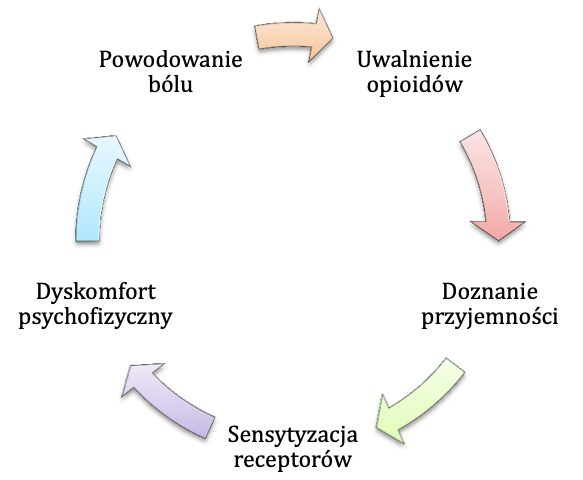 Powodowanie
bólu
Uwalnienie
opioidów
Doznanie
przyjemności
Sensytyzacja
receptorów
Dyskomfort
psychofizyczny